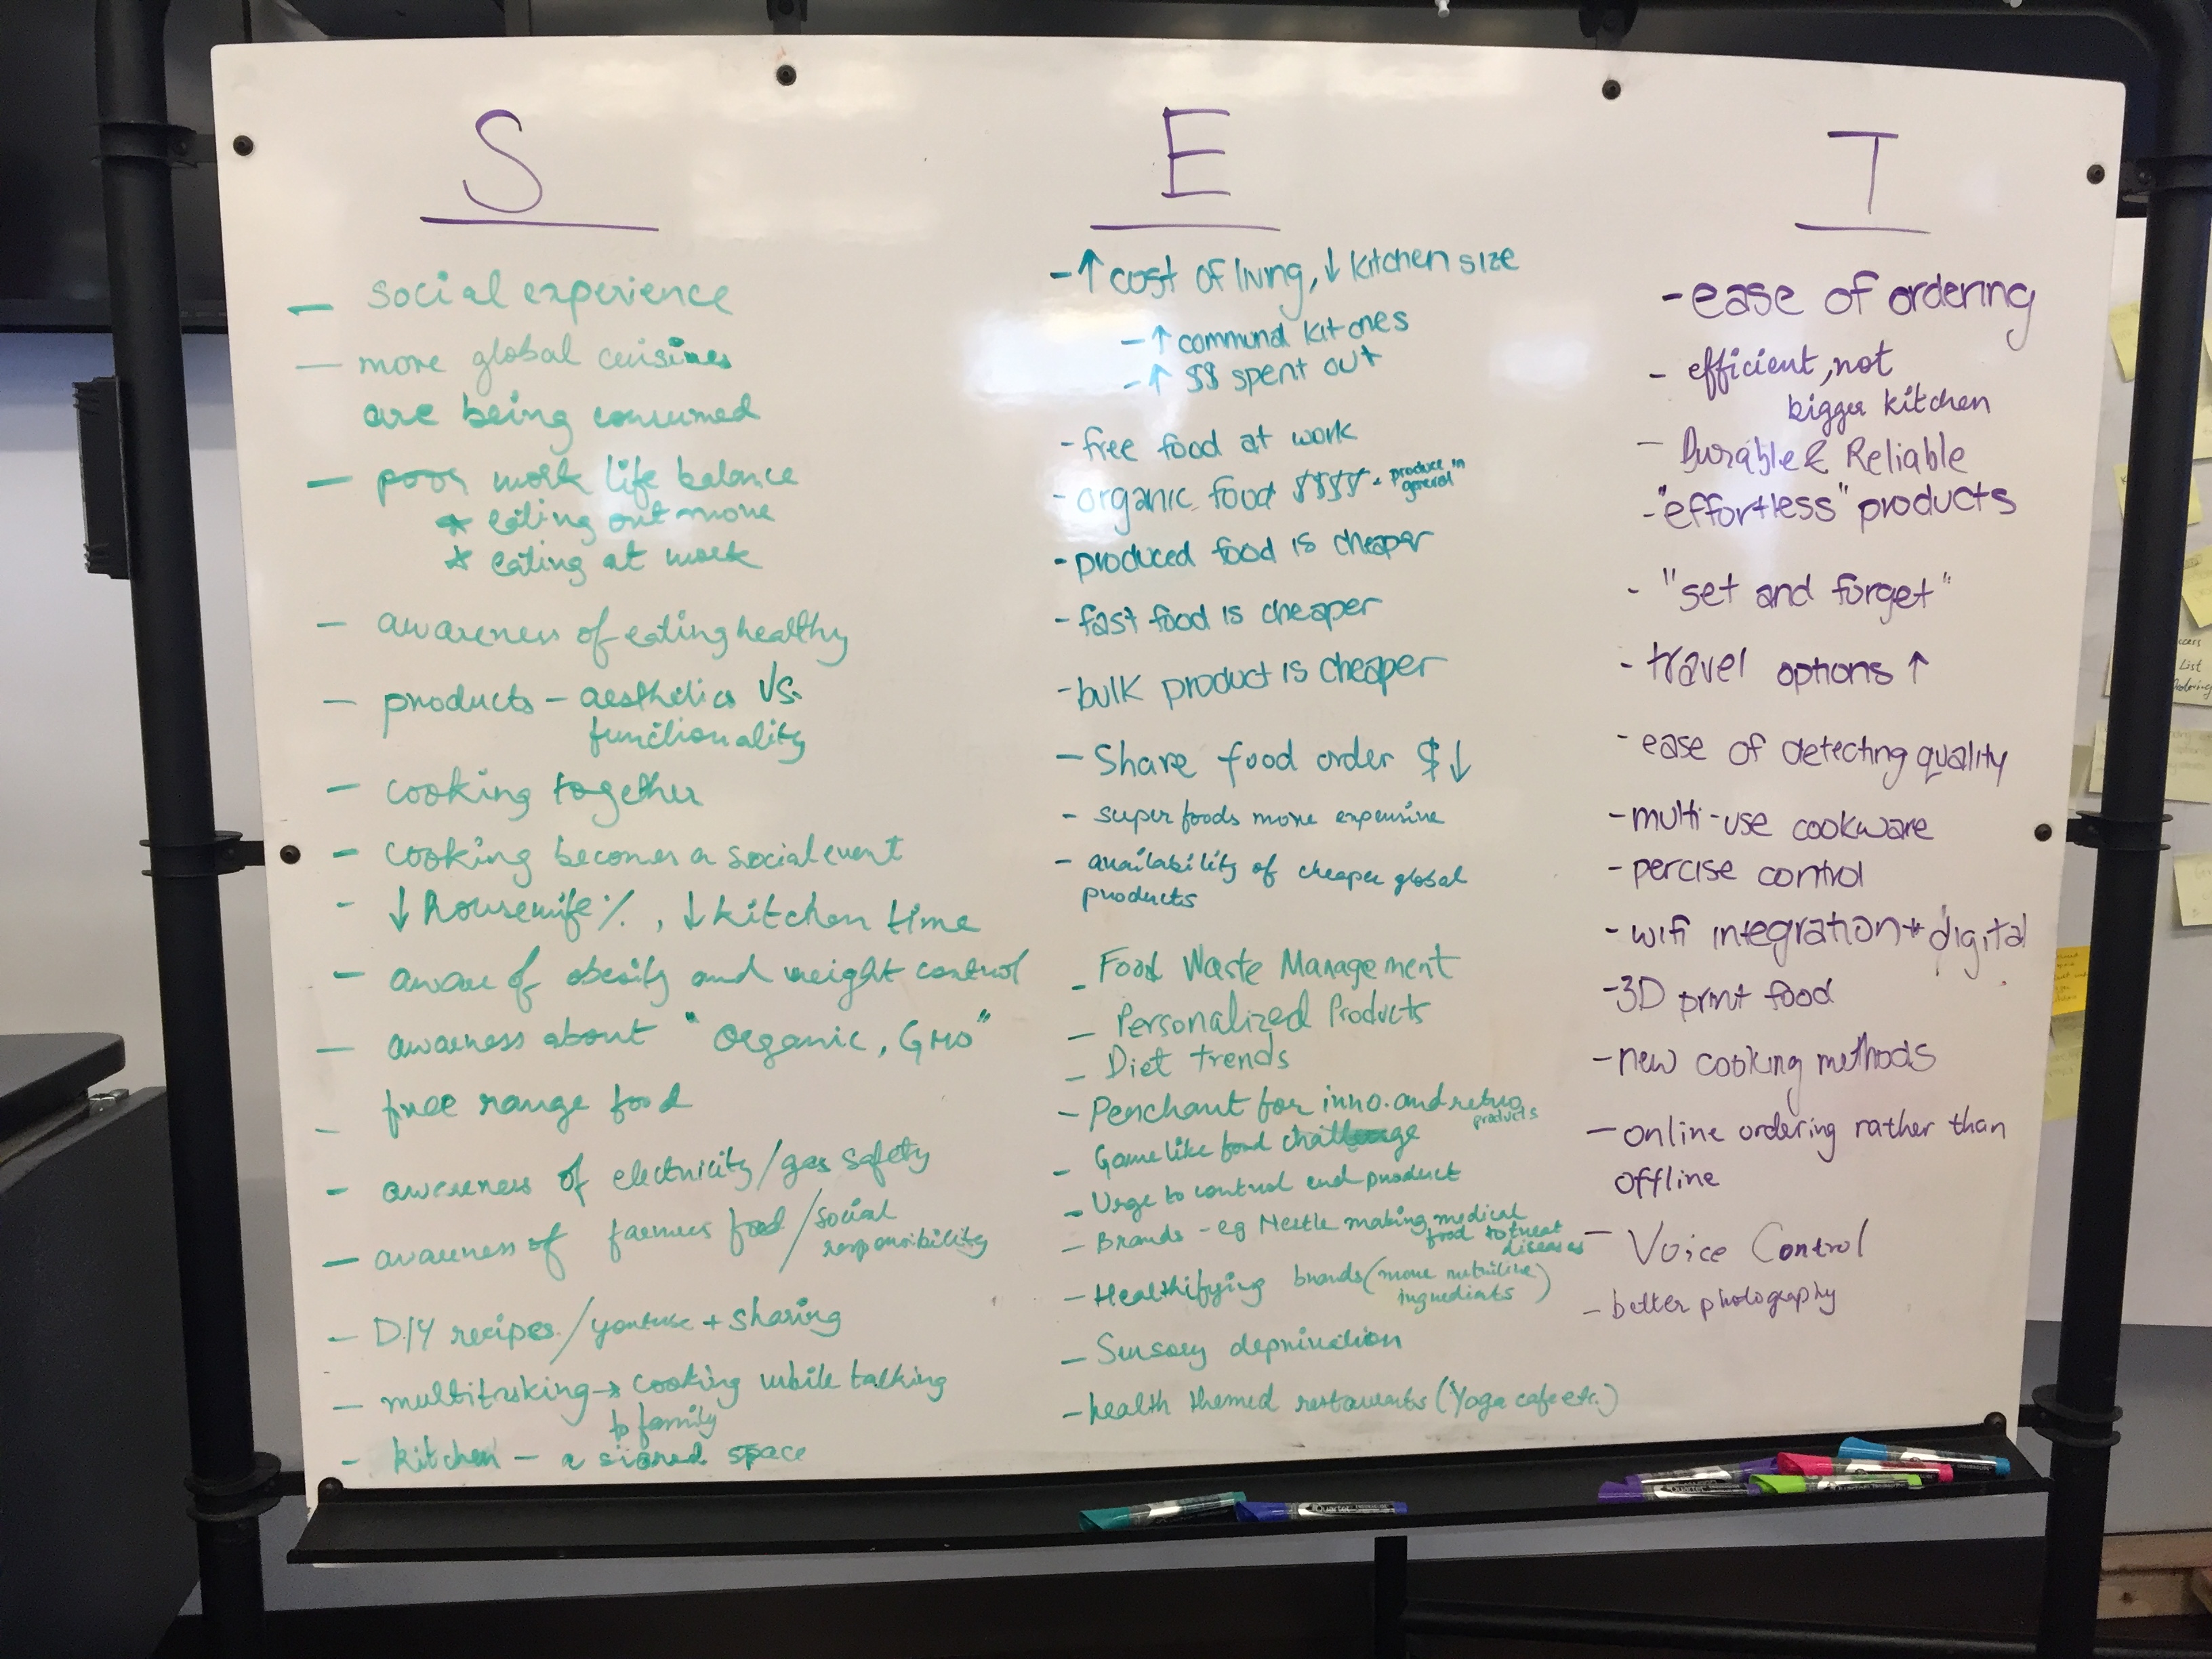 S
— social experience
— more global cuisines
are being consumed
— poor work life balance
* eating out more
* eating at work
— awareness of eating healthy
— products — aesthetics vs.
functionality
— cooking together
— cooking becomes a social event
- ↓ housewife %, ↓ kitchen time
— aware of obesity and weight control
— awareness about "Organic, GMO"
— free range food
- awareness of electricity/gas safety
— awareness of farmers food / social
responsibility
— DIY recipes / youtube + sharing
— multitasking → cooking while talking
to family
- kitchen — a shared space
E
- ↑ cost of living, ↓ kitchen size
- ↑ communal kitches
- ↑ $$ spent out
- free food at work
- organic food $$$$ - produce in
general
- produced food is cheaper
- fast food is cheaper
- bulk product is cheaper
— Share food order $↓
- super foods more expensive
- availability of cheaper global
products
- Food Waste Management
— Personalized Products
— Diet trends
— Penchant for inno. and retro
products
- Game like food challenge
- Urge to control end product
— Brands - eg Nestle making medical
food to treat
diseases
— Healthifying brands (more nutritive
ingredients)
— Sensory deprivation
— health themed restaurants (Yoga cafe etc.)
T
- ease of ordering
- efficient, not
bigger kitchen
— Durable & Reliable
- "effortless" products
- "set and forget"
- travel options ↑
- ease of detecting quality
- multi-use cookware
- percise control
- wifi integration + digital
- 3D print food
- new cooking methods
— online ordering rather than
offline
— Voice Control
- better photography
List